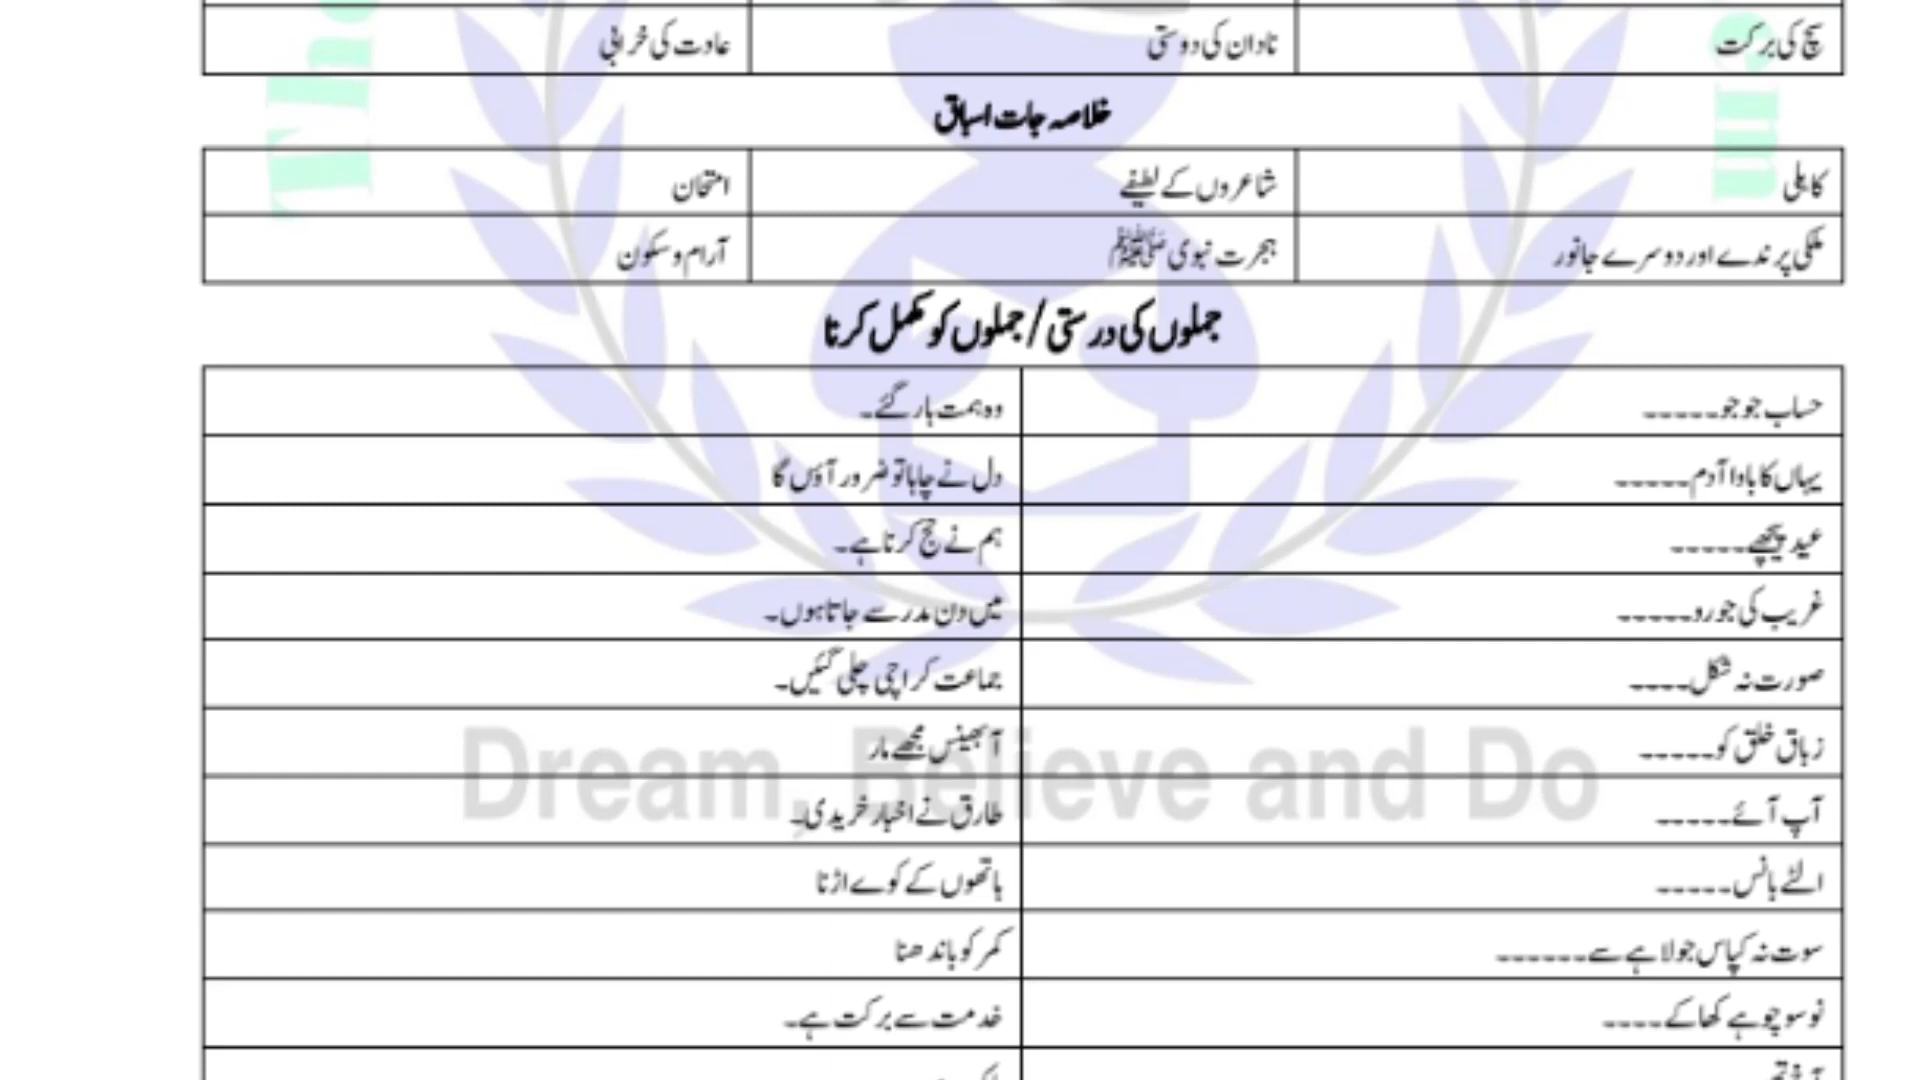 سچ کی برکت	نادان کی دوستی	عادت کی خرابی
خلاصہ جات اسباق
کاہلی	شاعروں کے لطیفے	امتحان
ملکی پرندے اور دوسرے جانور	ہجرت نبوی ﷺ	آرام و سکون
جملوں کی درستی / جملوں کو مکمل کرنا
حساب جو جو۔۔۔۔۔	وہ ہمت ہار گئے۔
یہاں کا باوا آدم۔۔۔۔۔	دل نے چاہا تو ضرور آؤں گا
عید پیچھے۔۔۔۔۔	ہم نے حج کرنا ہے۔
غریب کی جورو۔۔۔۔۔	میں دن مدرسے جاتا ہوں۔
صورت نہ شکل۔۔۔۔	جماعت کراچی چلی گئیں۔
زباق خلق کو۔۔۔۔۔	آ بھینس مجھے مار
آپ آئے۔۔۔۔۔	طارق نے اخبار خریدی۔
الٹے بانس۔۔۔۔۔	ہاتھوں کے کوے اڑنا
سوت نہ کپاس جولاہے سے۔۔۔۔۔۔	کمر کو باندھنا
نو سو چوہے کھا کے۔۔۔۔	خدمت سے برکت ہے۔
Dream, Believe and Do